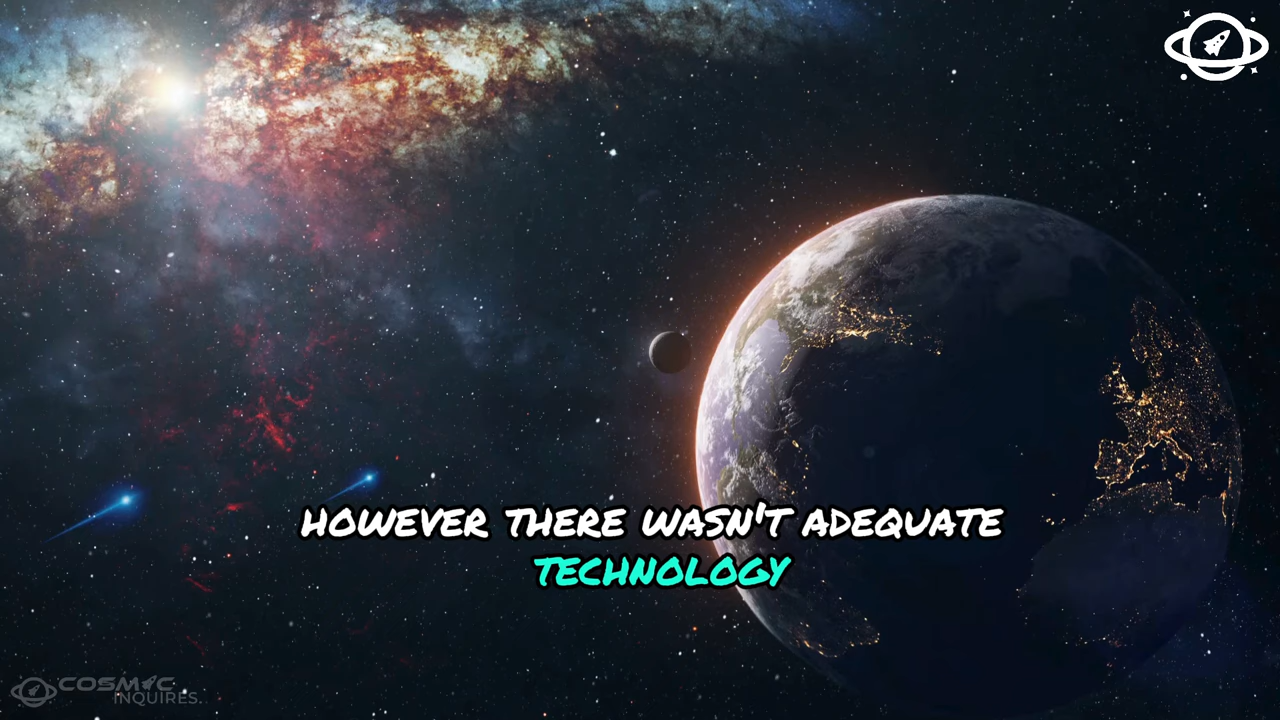 HOWEVER THERE WASN'T ADEQUATE
TECHNOLOGY
COSMIC
INQUIRES.